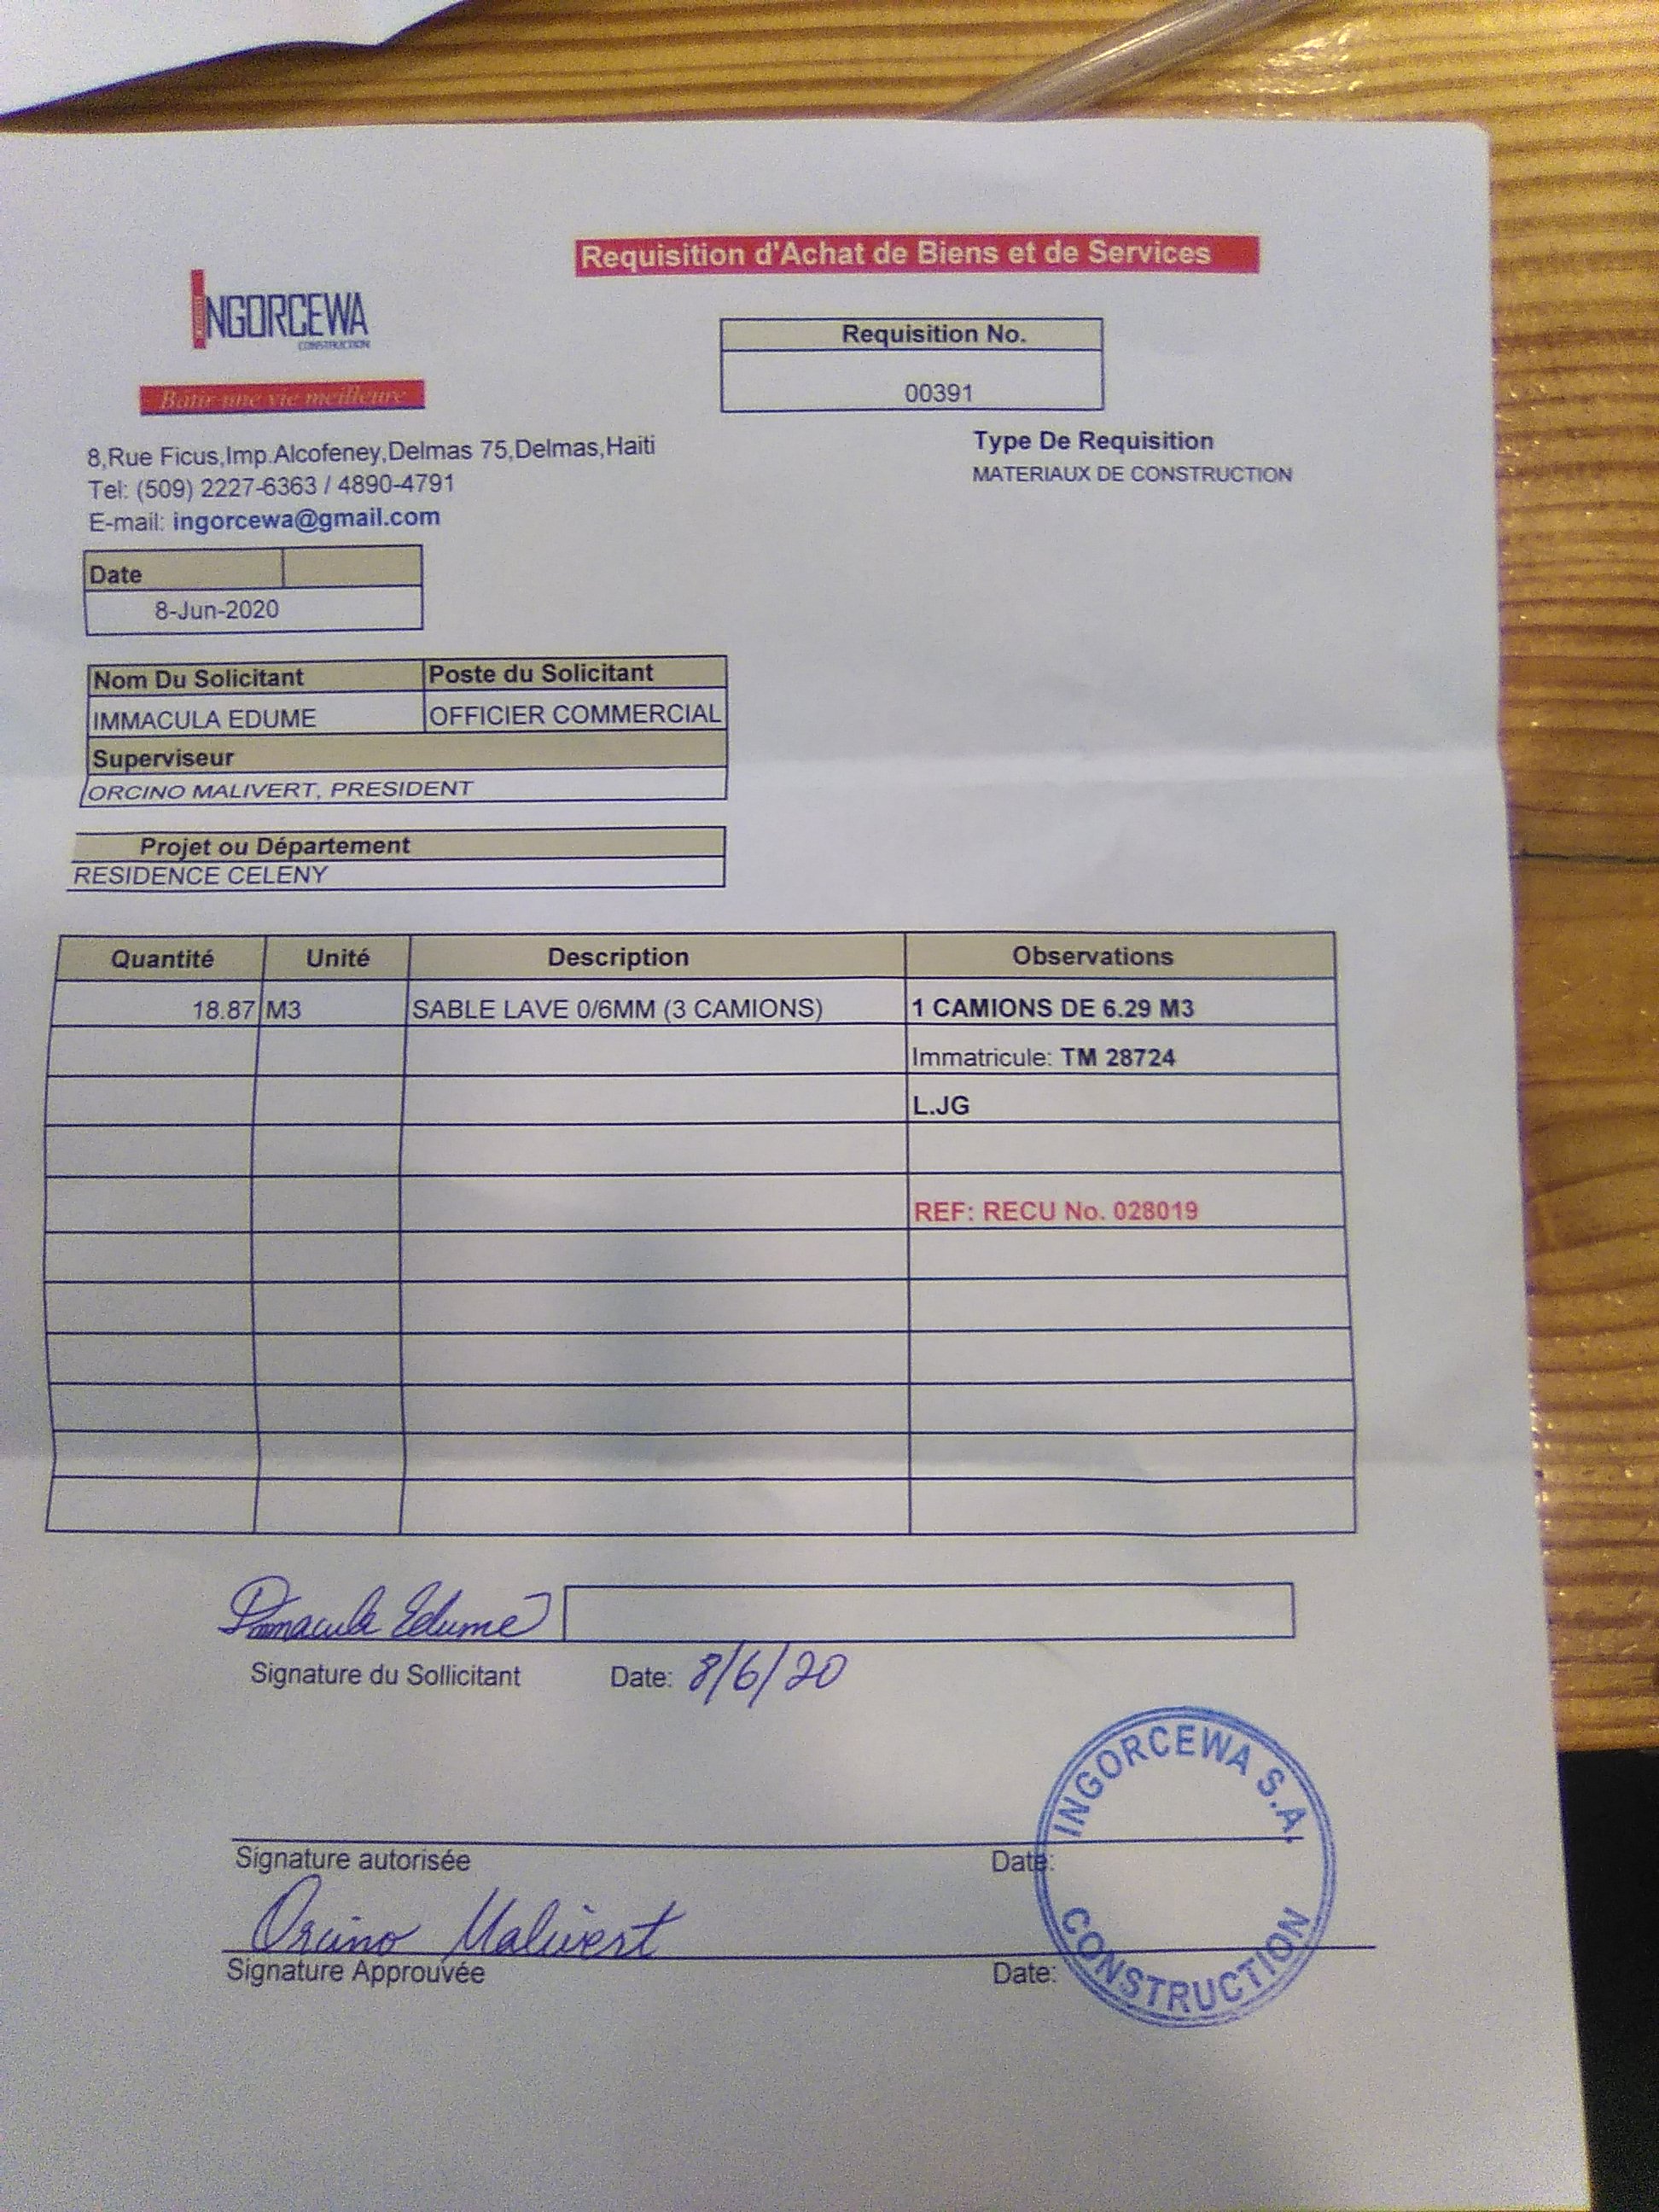 Requisition d'Achat de Biens et de Services
INGORCEWA
CONSTRUCTION
Batir une vie meilleure
Requisition No.
00391
8,Rue Ficus,Imp.Alcofeney,Delmas 75,Delmas,Haiti
Tel: (509) 2227-6363 / 4890-4791
E-mail: ingorcewa@gmail.com
Type De Requisition
MATERIAUX DE CONSTRUCTION
Date
8-Jun-2020
Nom Du Solicitant Poste du Solicitant
IMMACULA EDUME OFFICIER COMMERCIAL
Superviseur
ORCINO MALIVERT, PRESIDENT
Projet ou Département
RESIDENCE CELENY
Quantité Unité Description Observations
18.87 M3 SABLE LAVE 0/6MM (3 CAMIONS) 1 CAMIONS DE 6.29 M3
Immatricule: TM 28724
L.JG
REF: RECU No. 028019
Immacula Edume
Signature du Sollicitant Date: 8/6/20
Signature autorisée Date:
Orcino Malivert
Signature Approuvée Date:
INGORCEWA S.A.
CONSTRUCTION